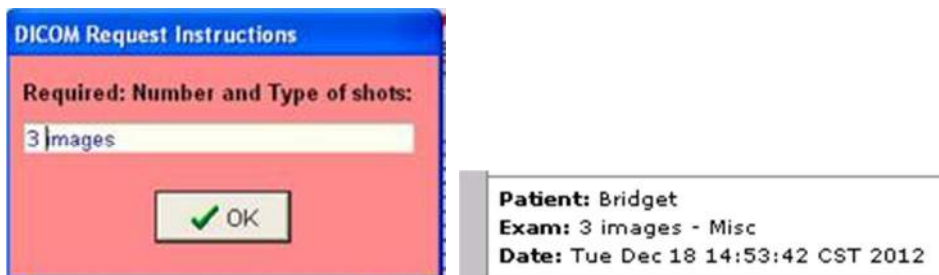 DICOM Request Instructions
Required: Number and Type of shots:
3 images
OK
Patient: Bridget
Exam: 3 images - Misc
Date: Tue Dec 18 14:53:42 CST 2012